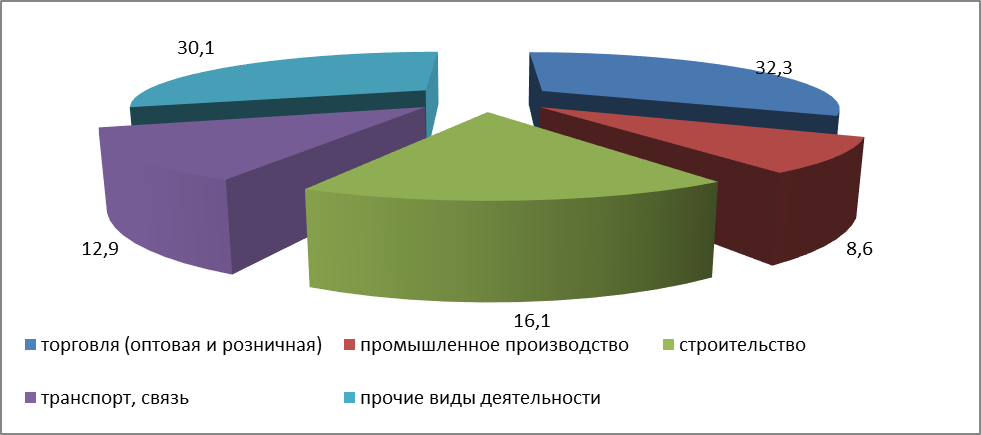 30,1
32,3
12,9
8,6
16,1
торговля (оптовая и розничная) промышленное производство строительство
транспорт, связь прочие виды деятельности